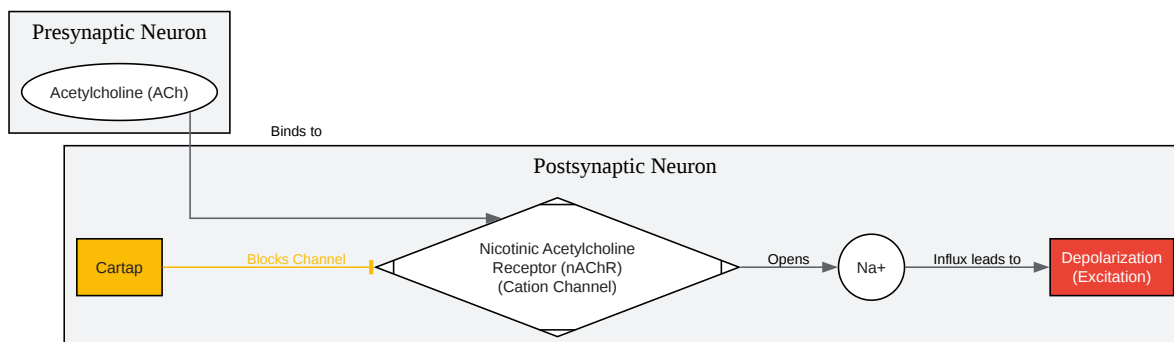 Presynaptic Neuron
Acetylcholine (ACh)
Binds to
Postsynaptic Neuron
Cartap
Blocks Channel
Nicotinic Acetylcholine
Receptor (nAChR)
(Cation Channel)
Opens
Na+
Influx leads to
Depolarization
(Excitation)